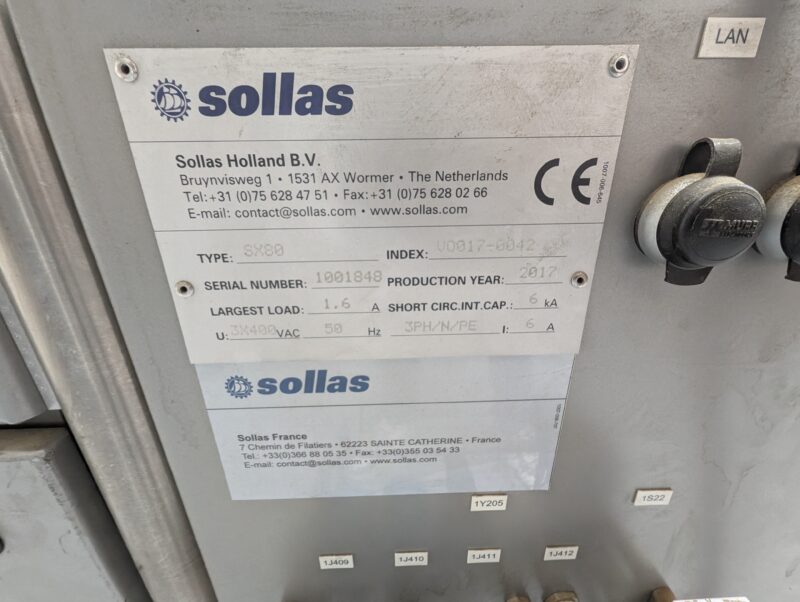 LAN
sollas
Sollas Holland B.V.
Bruynvisweg 1 • 1531 AX Wormer • The Netherlands
Tel:+31 (0)75 628 47 51 • Fax:+31 (0)75 628 02 66
E-mail: contact@sollas.com • www.sollas.com
CE
TYPE: SX80 INDEX: VO017-0042
SERIAL NUMBER: 1001848 PRODUCTION YEAR: 2017
LARGEST LOAD: 1.6 A SHORT CIRC.INT.CAP.: 6 kA
U: 3X400 VAC 50 Hz 3PH/N/PE I: 6 A
sollas
Sollas France
7 Chemin de Filatiers • 62223 SAINTE CATHERINE • France
Tel.: +33(0)366 88 05 35 • Fax: +33(0)355 03 54 33
E-mail: contact@sollas.com • www.sollas.com
1Y205
1S22
1J409
1J410
1J411
1J412